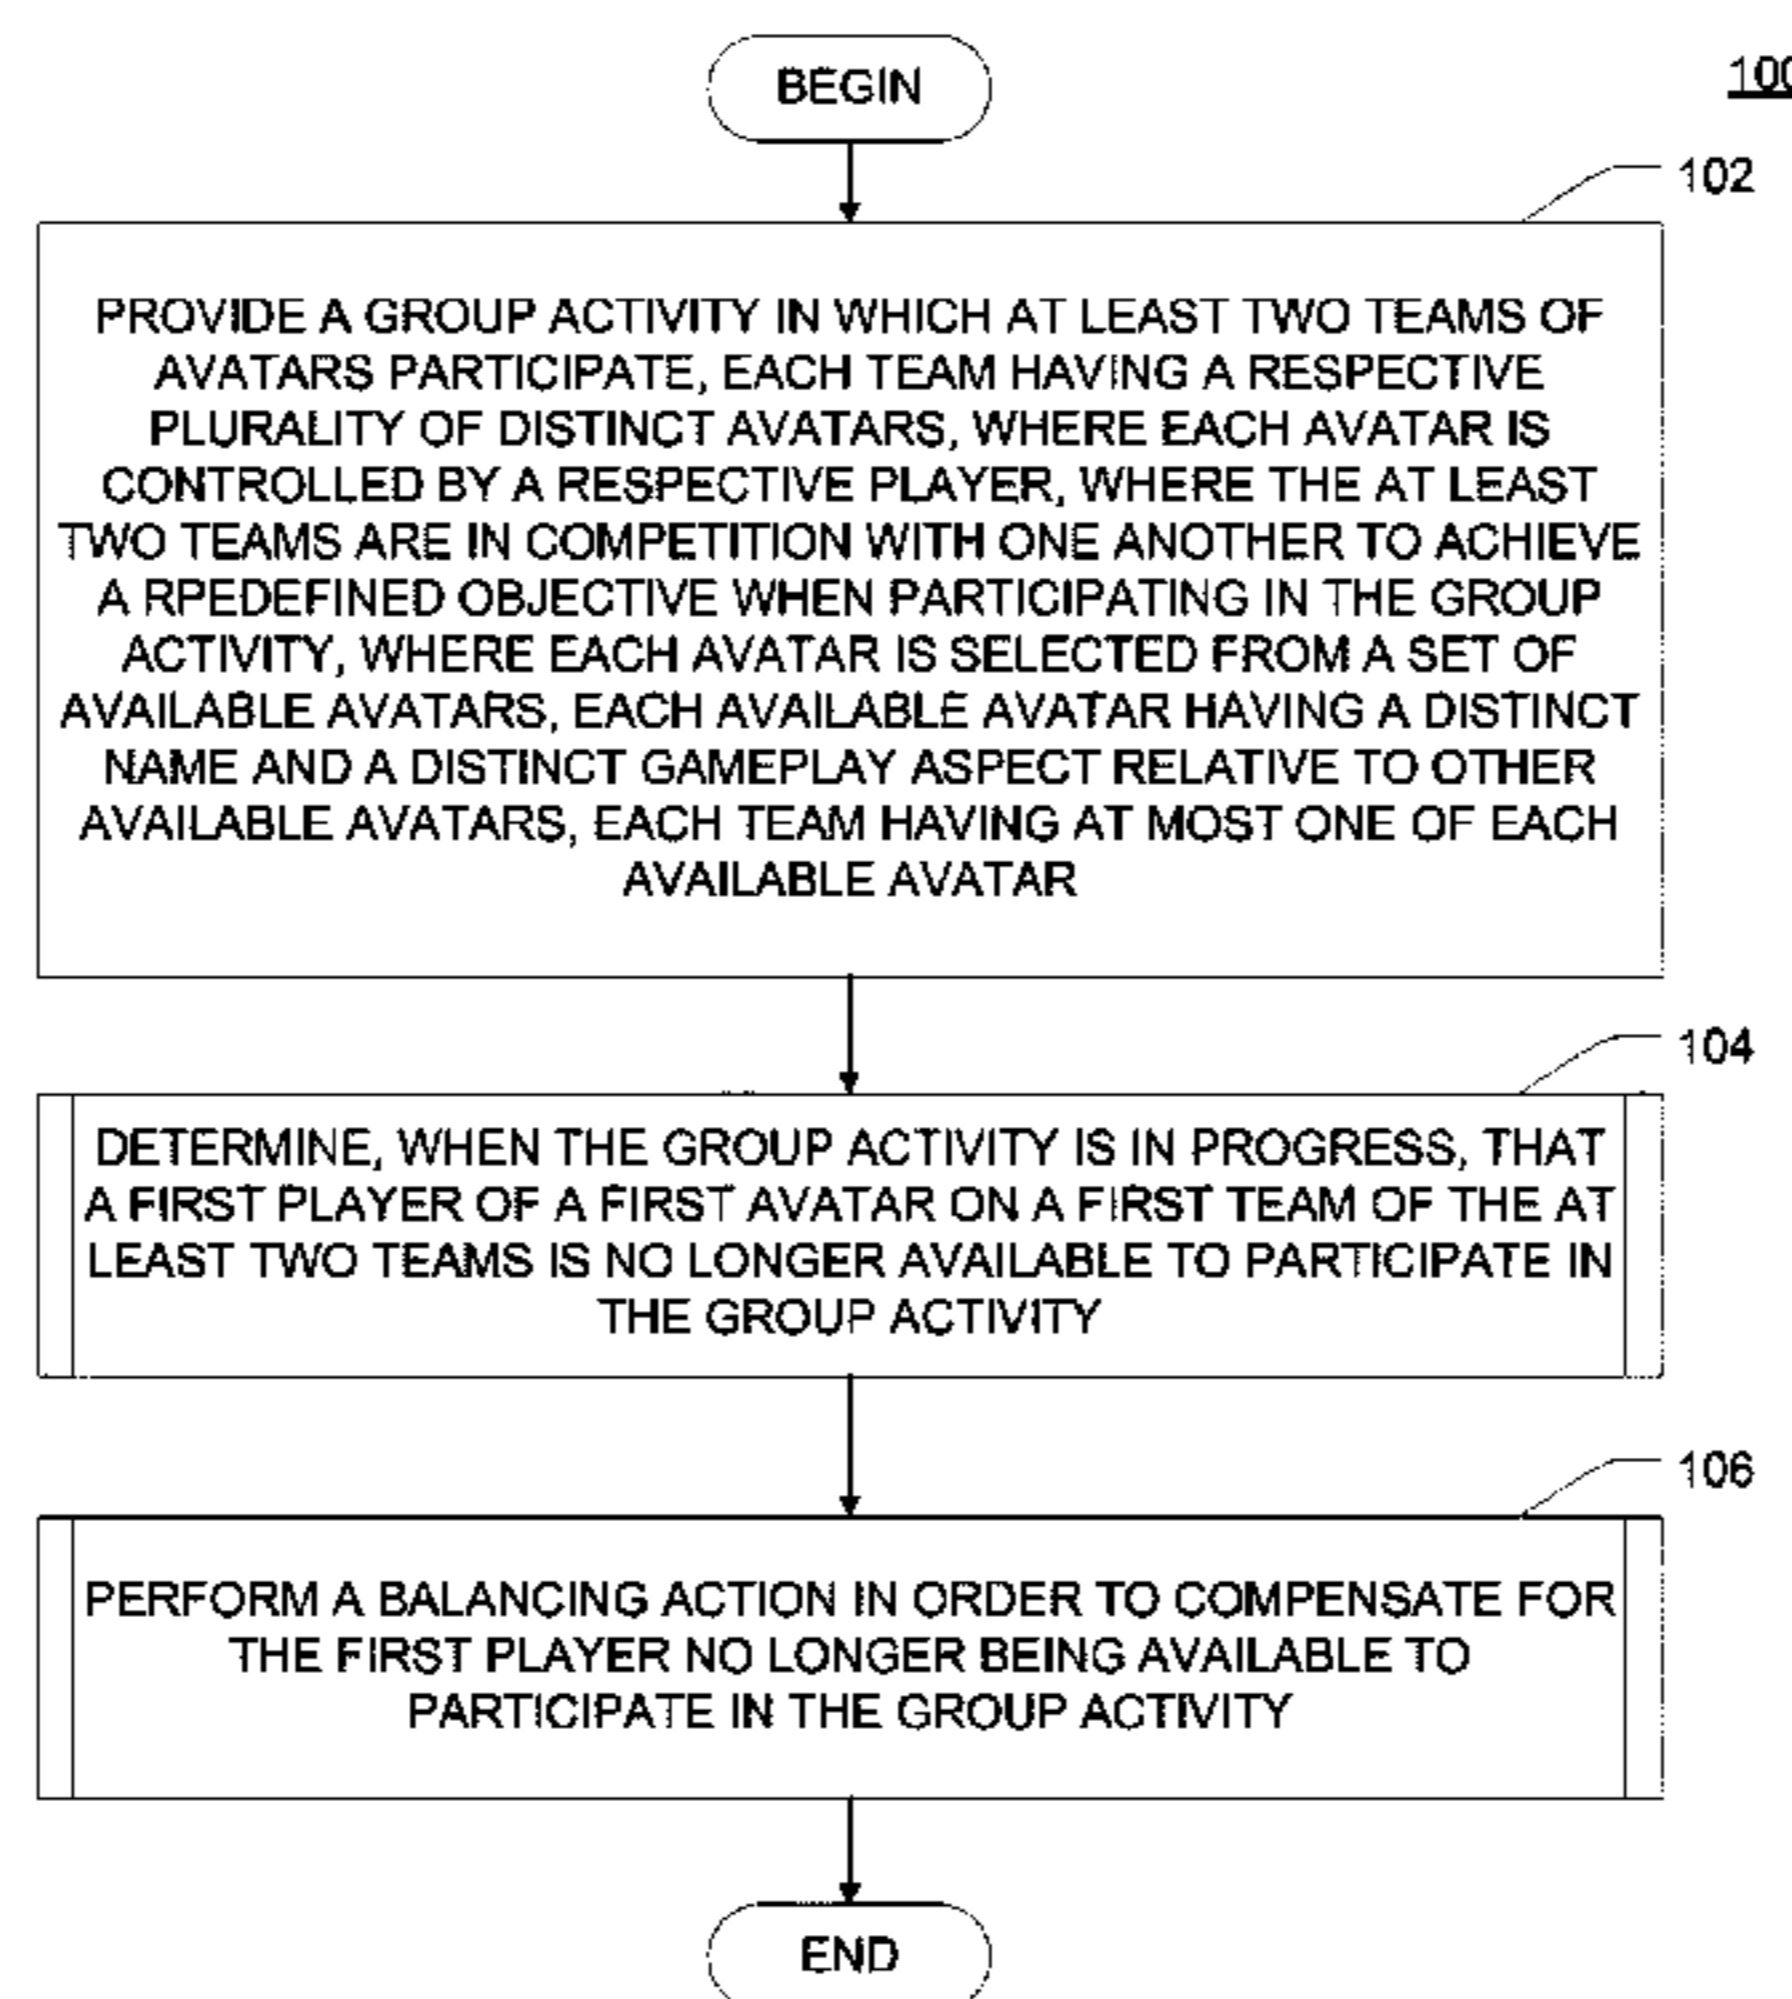 BEGIN
100
102
PROVIDE A GROUP ACTIVITY IN WHICH AT LEAST TWO TEAMS OF
AVATARS PARTICIPATE, EACH TEAM HAVING A RESPECTIVE
PLURALITY OF DISTINCT AVATARS, WHERE EACH AVATAR IS
CONTROLLED BY A RESPECTIVE PLAYER, WHERE THE AT LEAST
TWO TEAMS ARE IN COMPETITION WITH ONE ANOTHER TO ACHIEVE
A RPEDEFINED OBJECTIVE WHEN PARTICIPATING IN THE GROUP
ACTIVITY, WHERE EACH AVATAR IS SELECTED FROM A SET OF
AVAILABLE AVATARS, EACH AVAILABLE AVATAR HAVING A DISTINCT
NAME AND A DISTINCT GAMEPLAY ASPECT RELATIVE TO OTHER
AVAILABLE AVATARS, EACH TEAM HAVING AT MOST ONE OF EACH
AVAILABLE AVATAR
104
DETERMINE, WHEN THE GROUP ACTIVITY IS IN PROGRESS, THAT
A FIRST PLAYER OF A FIRST AVATAR ON A FIRST TEAM OF THE AT
LEAST TWO TEAMS IS NO LONGER AVAILABLE TO PARTICIPATE IN
THE GROUP ACTIVITY
106
PERFORM A BALANCING ACTION IN ORDER TO COMPENSATE FOR
THE FIRST PLAYER NO LONGER BEING AVAILABLE TO
PARTICIPATE IN THE GROUP ACTIVITY
END